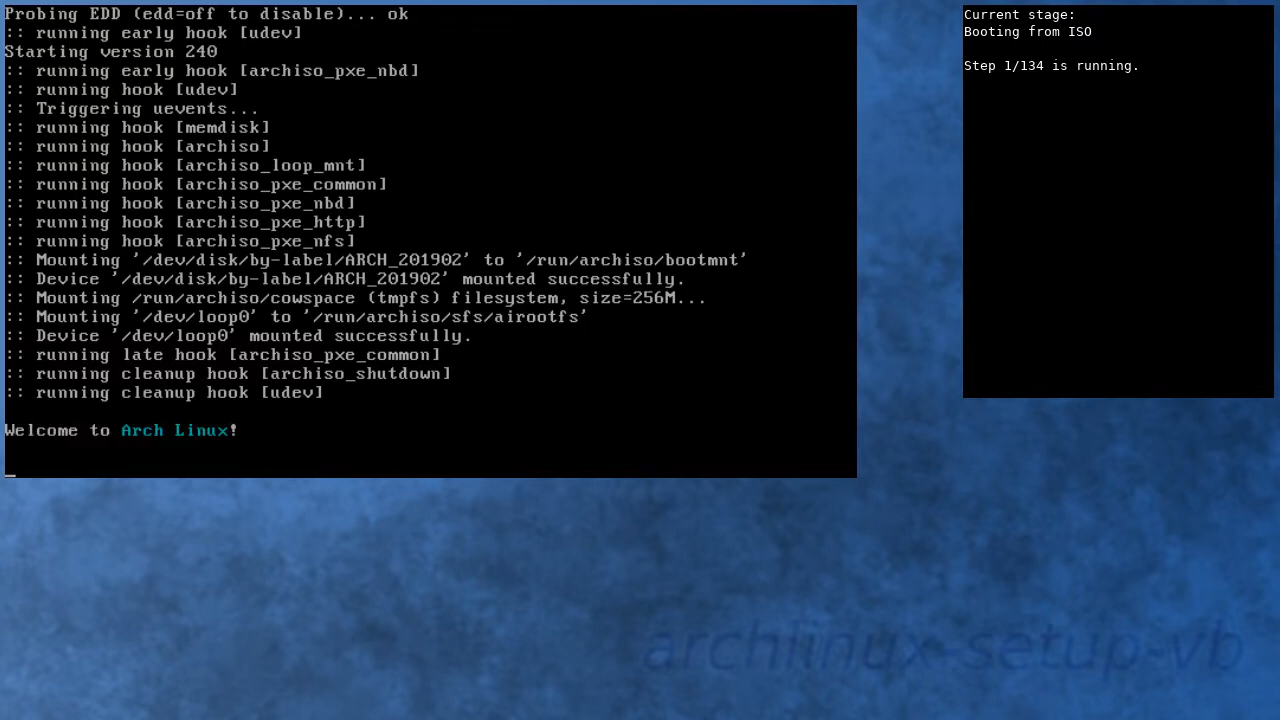 Probing EDD (edd=off to disable)... ok
:: running early hook [udev]
Starting version 240
:: running early hook [archiso_pxe_nbd]
:: running hook [udev]
:: Triggering uevents...
:: running hook [memdisk]
:: running hook [archiso]
:: running hook [archiso_loop_mnt]
:: running hook [archiso_pxe_common]
:: running hook [archiso_pxe_nbd]
:: running hook [archiso_pxe_http]
:: running hook [archiso_pxe_nfs]
:: Mounting '/dev/disk/by-label/ARCH_201902' to '/run/archiso/bootmnt'
:: Device '/dev/disk/by-label/ARCH_201902' mounted successfully.
:: Mounting /run/archiso/cowspace (tmpfs) filesystem, size=256M...
:: Mounting '/dev/loop0' to '/run/archiso/sfs/airootfs'
:: Device '/dev/loop0' mounted successfully.
:: running late hook [archiso_pxe_common]
:: running cleanup hook [archiso_shutdown]
:: running cleanup hook [udev]
Welcome to Arch Linux!
_
Current stage:
Booting from ISO
Step 1/134 is running.
archlinux-setup-vb